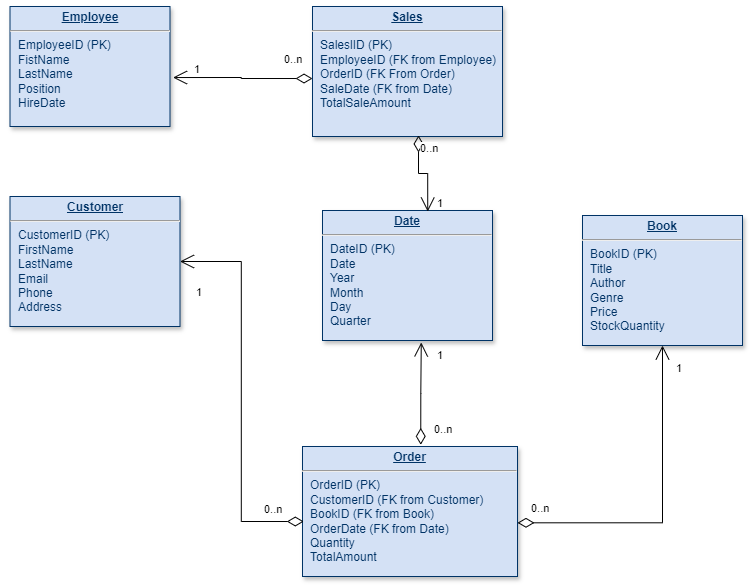 Employee
EmployeeID (PK)
FistName
LastName
Position
HireDate
1
0..n
Sales
SaleslID (PK)
EmployeeID (FK from Employee)
OrderID (FK From Order)
SaleDate (FK from Date)
TotalSaleAmount
0..n
1
Customer
CustomerID (PK)
FirstName
LastName
Email
Phone
Address
1
Date
DateID (PK)
Date
Year
Month
Day
Quarter
1
0..n
Book
BookID (PK)
Title
Author
Genre
Price
StockQuantity
1
Order
OrderID (PK)
CustomerID (FK from Customer)
BookID (FK from Book)
OrderDate (FK from Date)
Quantity
TotalAmount
0..n
0..n